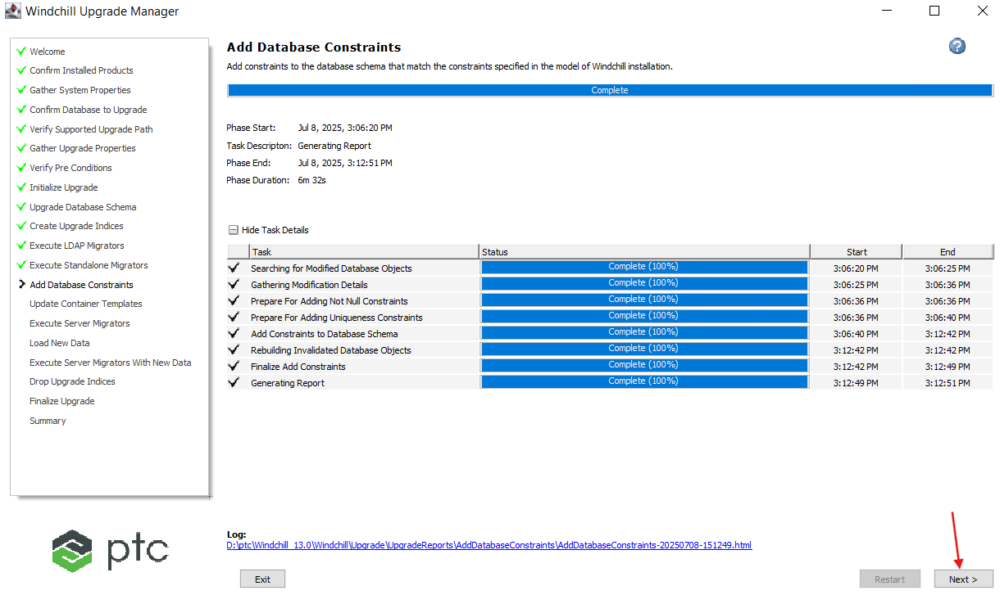 Windchill Upgrade Manager
Welcome
Confirm Installed Products
Gather System Properties
Confirm Database to Upgrade
Verify Supported Upgrade Path
Gather Upgrade Properties
Verify Pre Conditions
Initialize Upgrade
Upgrade Database Schema
Create Upgrade Indices
Execute LDAP Migrators
Execute Standalone Migrators
Add Database Constraints
Update Container Templates
Execute Server Migrators
Load New Data
Execute Server Migrators With New Data
Drop Upgrade Indices
Finalize Upgrade
Summary
ptc
Add Database Constraints
?
Add constraints to the database schema that match the constraints specified in the model of Windchill installation.
Complete
Phase Start: Jul 8, 2025, 3:06:20 PM
Task Descripton: Generating Report
Phase End: Jul 8, 2025, 3:12:51 PM
Phase Duration: 6m 32s
Hide Task Details
Task Status Start End
Searching for Modified Database Objects Complete (100%) 3:06:20 PM 3:06:25 PM
Gathering Modification Details Complete (100%) 3:06:25 PM 3:06:36 PM
Prepare For Adding Not Null Constraints Complete (100%) 3:06:36 PM 3:06:36 PM
Prepare For Adding Uniqueness Constraints Complete (100%) 3:06:36 PM 3:06:40 PM
Add Constraints to Database Schema Complete (100%) 3:06:40 PM 3:12:42 PM
Rebuilding Invalidated Database Objects Complete (100%) 3:12:42 PM 3:12:42 PM
Finalize Add Constraints Complete (100%) 3:12:42 PM 3:12:49 PM
Generating Report Complete (100%) 3:12:49 PM 3:12:51 PM
Log:
D:\ptc\Windchill_13.0\Windchill\Upgrade\UpgradeReports\AddDatabaseConstraints\AddDatabaseConstraints-20250708-151249.html
Exit Restart Next >